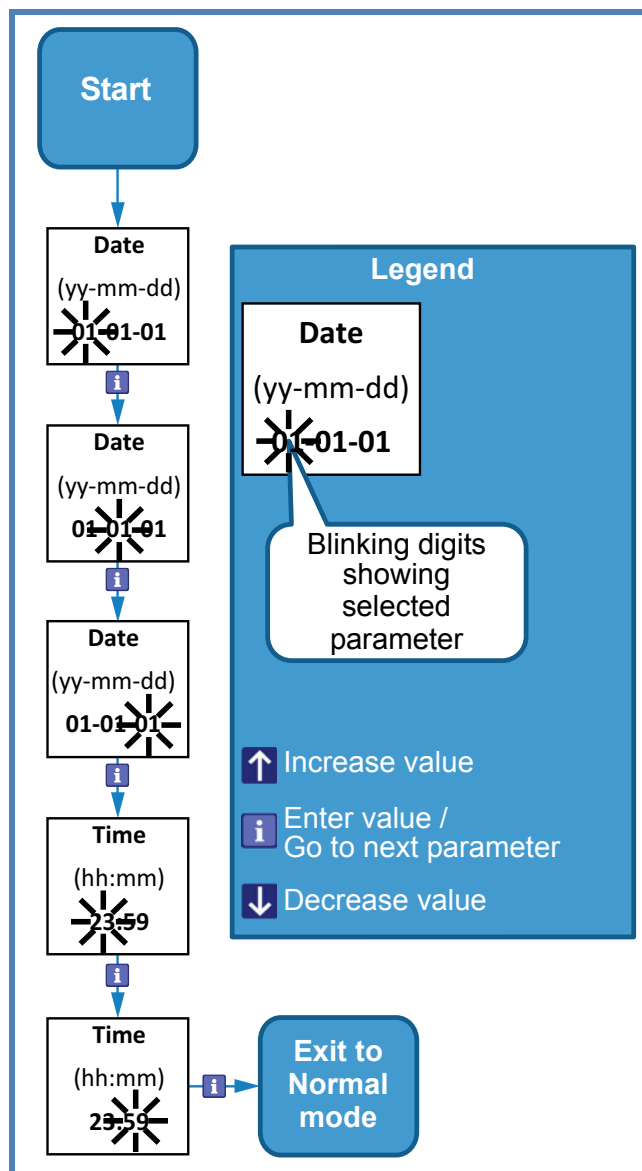 Start
Date
(yy-mm-dd)
01-01-01
i
Date
(yy-mm-dd)
01-01-01
i
Date
(yy-mm-dd)
01-01-01
i
Time
(hh:mm)
23:59
i
Time
(hh:mm)
23:59
i
Exit to
Normal
mode
Legend
Date
(yy-mm-dd)
01-01-01
Blinking digits
showing
selected
parameter
↑ Increase value
i Enter value /
Go to next parameter
↓ Decrease value